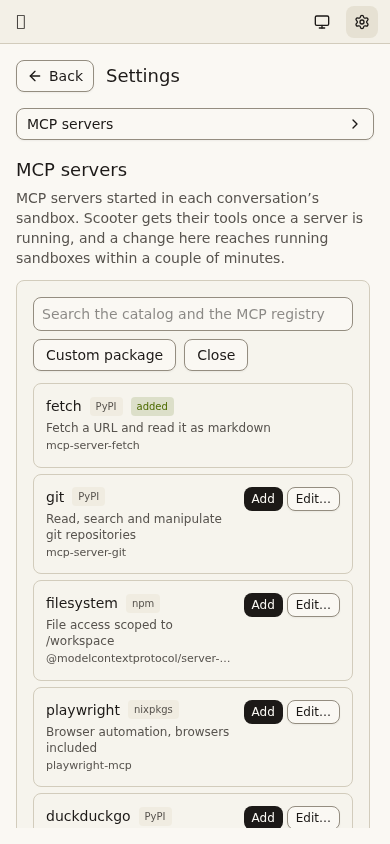 Back
Settings
MCP servers
MCP servers
MCP servers started in each conversation’s
sandbox. Scooter gets their tools once a server is
running, and a change here reaches running
sandboxes within a couple of minutes.
Search the catalog and the MCP registry
Custom package
Close
fetch PyPI added
Fetch a URL and read it as markdown
mcp-server-fetch
git PyPI
Add Edit…
Read, search and manipulate
git repositories
mcp-server-git
filesystem npm
Add Edit…
File access scoped to
/workspace
@modelcontextprotocol/server-…
playwright nixpkgs
Add Edit…
Browser automation, browsers
included
playwright-mcp
duckduckgo PyPI
Add Edit…